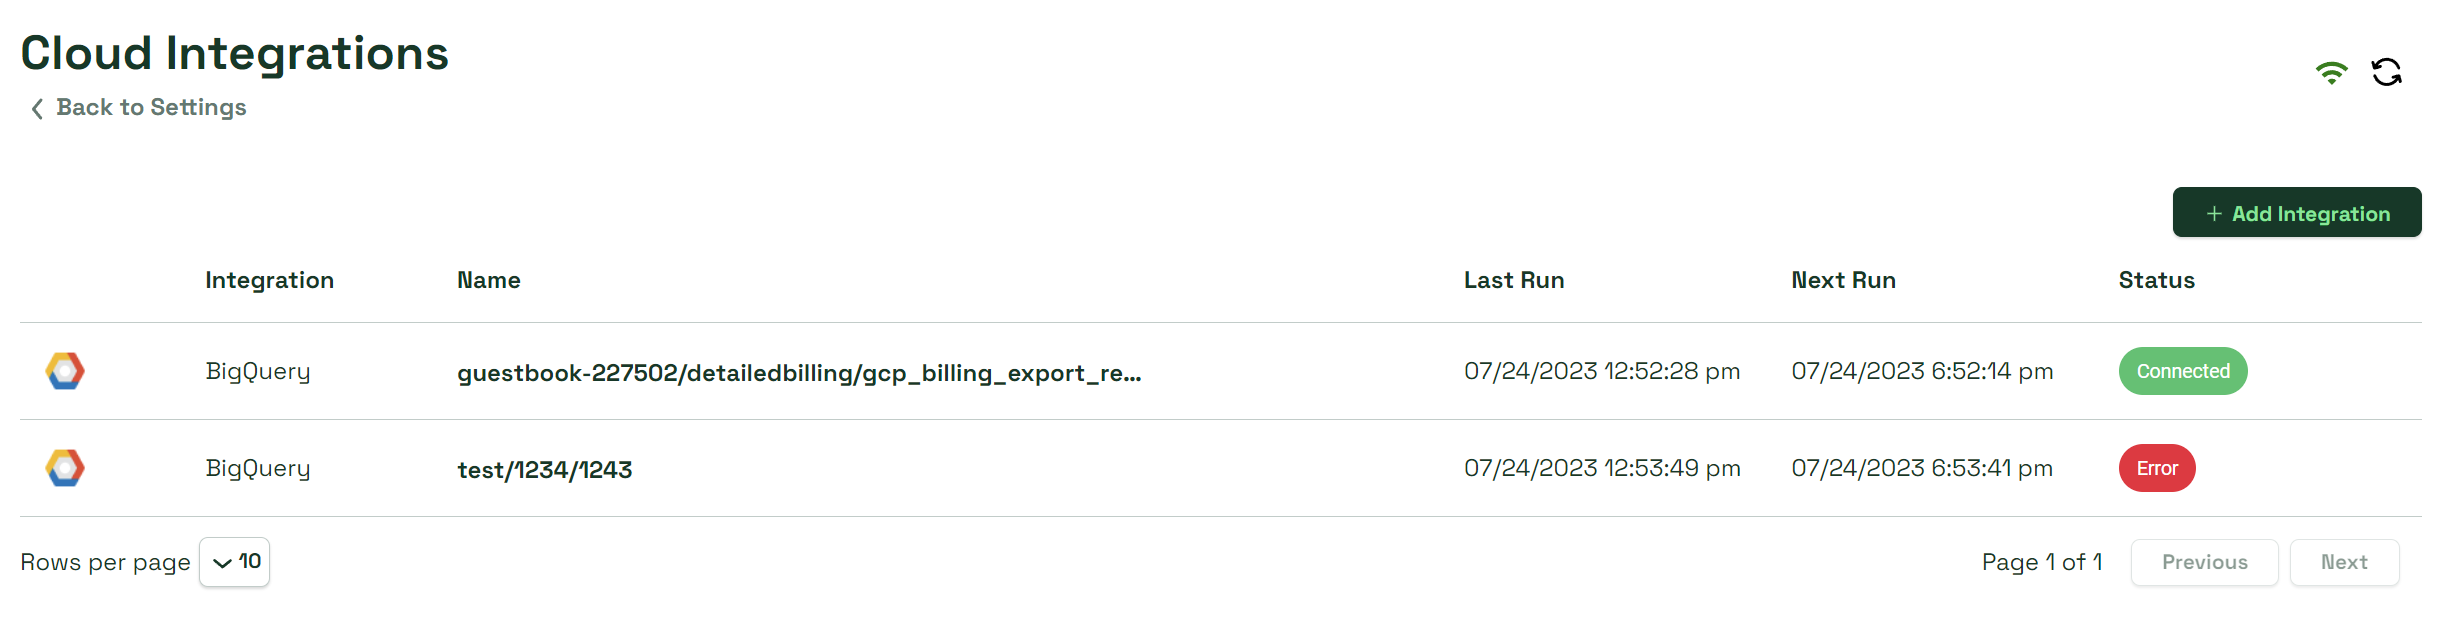 Cloud Integrations
Back to Settings
+ Add Integration
Integration Name Last Run Next Run Status
BigQuery guestbook-227502/detailedbilling/gcp_billing_export_re... 07/24/2023 12:52:28 pm 07/24/2023 6:52:14 pm Connected
BigQuery test/1234/1243 07/24/2023 12:53:49 pm 07/24/2023 6:53:41 pm Error
Rows per page 10 Page 1 of 1 Previous Next